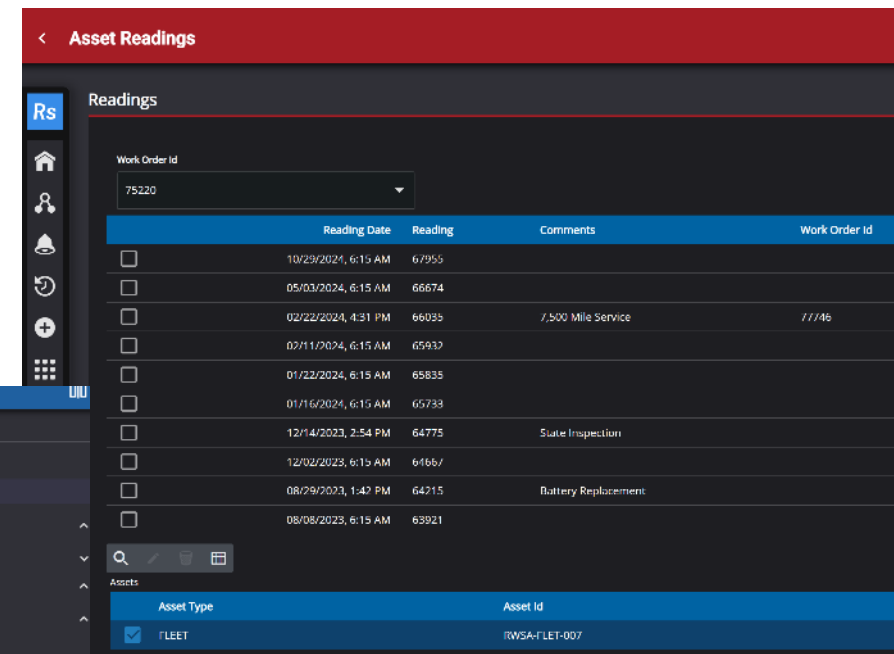 Asset Readings
Rs
Readings
Work Order Id
75220
Reading Date Reading Comments Work Order Id
10/29/2024, 6:15 AM 67955
05/03/2024, 6:15 AM 66674
02/22/2024, 4:31 PM 66035 7,500 Mile Service 77746
02/11/2024, 6:15 AM 65932
01/22/2024, 6:15 AM 65835
01/16/2024, 6:15 AM 65733
12/14/2023, 2:54 PM 64775 State Inspection
12/02/2023, 6:15 AM 64667
08/29/2023, 1:42 PM 64215 Battery Replacement
08/08/2023, 6:15 AM 63921
Assets
Asset Type Asset Id
FLEET RWSA-FLET-007